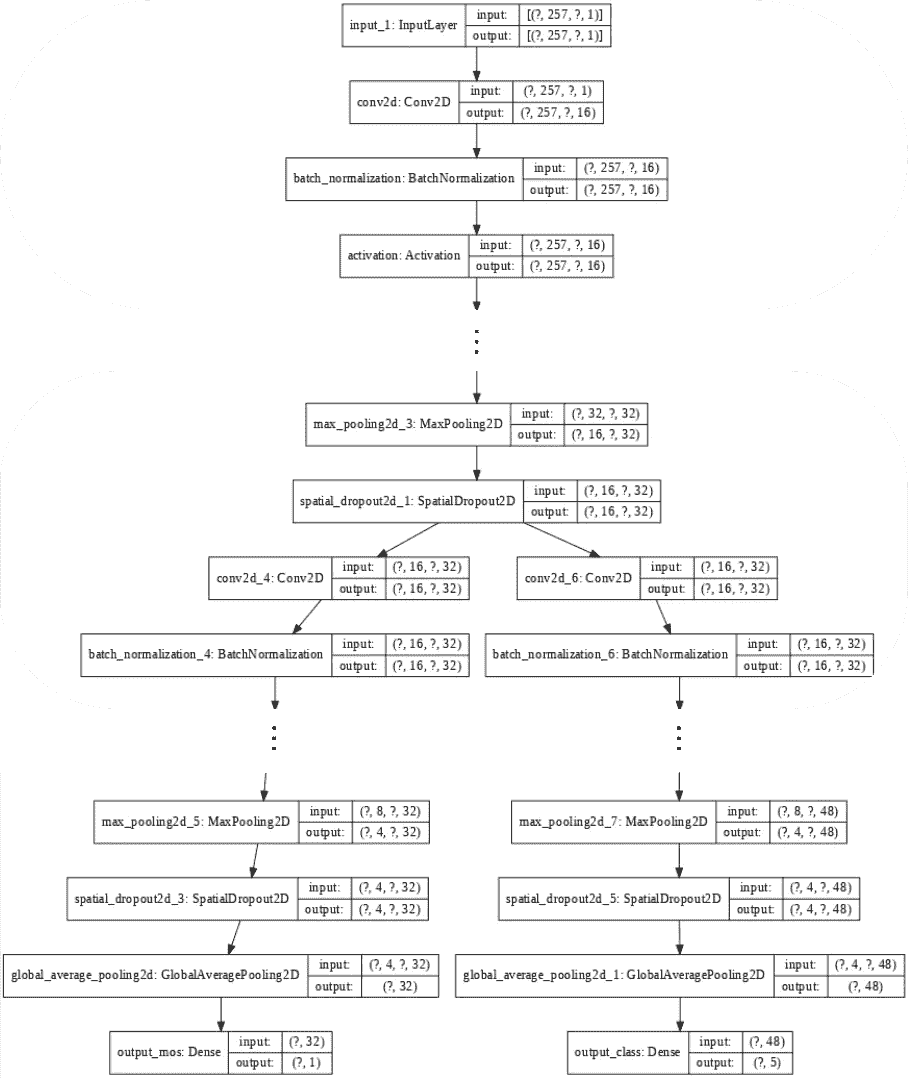 input_1: InputLayer input: [(?, 257, ?, 1)]
output: [(?, 257, ?, 1)]
conv2d: Conv2D input: (?, 257, ?, 1)
output: (?, 257, ?, 16)
batch_normalization: BatchNormalization input: (?, 257, ?, 16)
output: (?, 257, ?, 16)
activation: Activation input: (?, 257, ?, 16)
output: (?, 257, ?, 16)
max_pooling2d_3: MaxPooling2D input: (?, 32, ?, 32)
output: (?, 16, ?, 32)
spatial_dropout2d_1: SpatialDropout2D input: (?, 16, ?, 32)
output: (?, 16, ?, 32)
conv2d_4: Conv2D input: (?, 16, ?, 32)
output: (?, 16, ?, 32)
conv2d_6: Conv2D input: (?, 16, ?, 32)
output: (?, 16, ?, 32)
batch_normalization_4: BatchNormalization input: (?, 16, ?, 32)
output: (?, 16, ?, 32)
batch_normalization_6: BatchNormalization input: (?, 16, ?, 32)
output: (?, 16, ?, 32)
max_pooling2d_5: MaxPooling2D input: (?, 8, ?, 32)
output: (?, 4, ?, 32)
max_pooling2d_7: MaxPooling2D input: (?, 8, ?, 48)
output: (?, 4, ?, 48)
spatial_dropout2d_3: SpatialDropout2D input: (?, 4, ?, 32)
output: (?, 4, ?, 32)
spatial_dropout2d_5: SpatialDropout2D input: (?, 4, ?, 48)
output: (?, 4, ?, 48)
global_average_pooling2d: GlobalAveragePooling2D input: (?, 4, ?, 32)
output: (?, 32)
global_average_pooling2d_1: GlobalAveragePooling2D input: (?, 4, ?, 48)
output: (?, 48)
output_mos: Dense input: (?, 32)
output: (?, 1)
output_class: Dense input: (?, 48)
output: (?, 5)